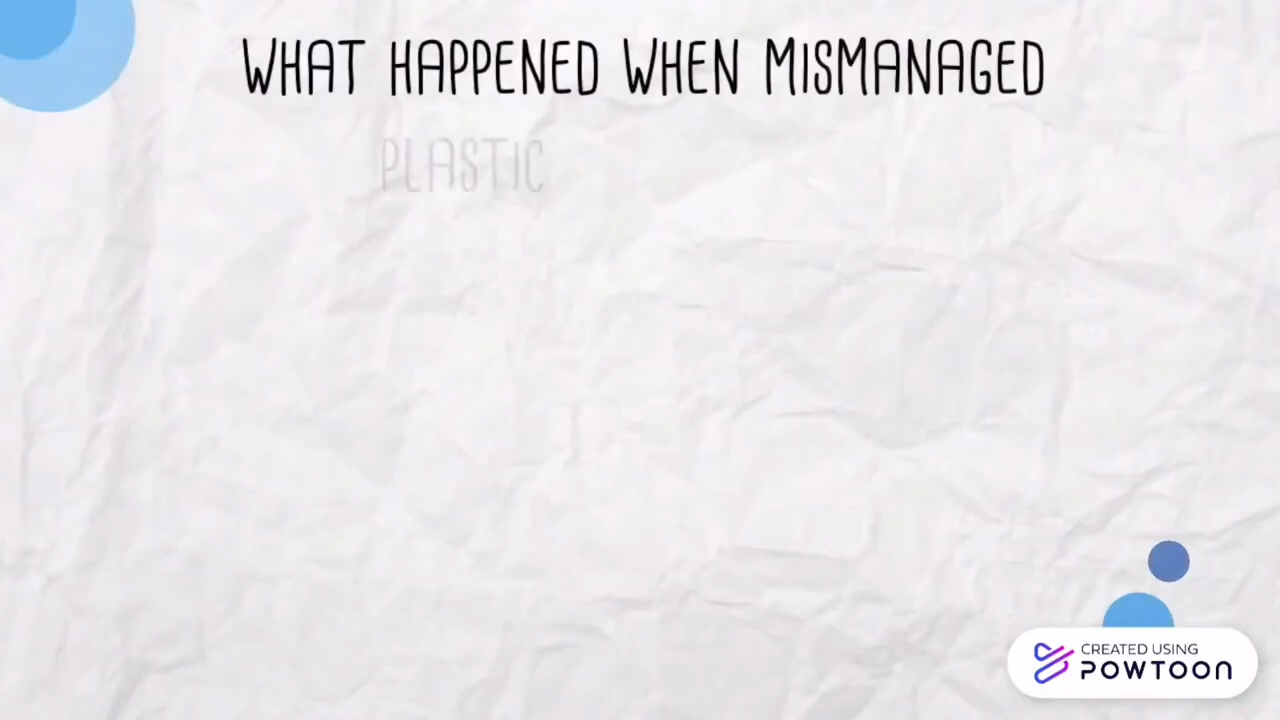 WHAT HAPPENED WHEN MISMANAGED
PLASTIC
CREATED USING
POWTOON